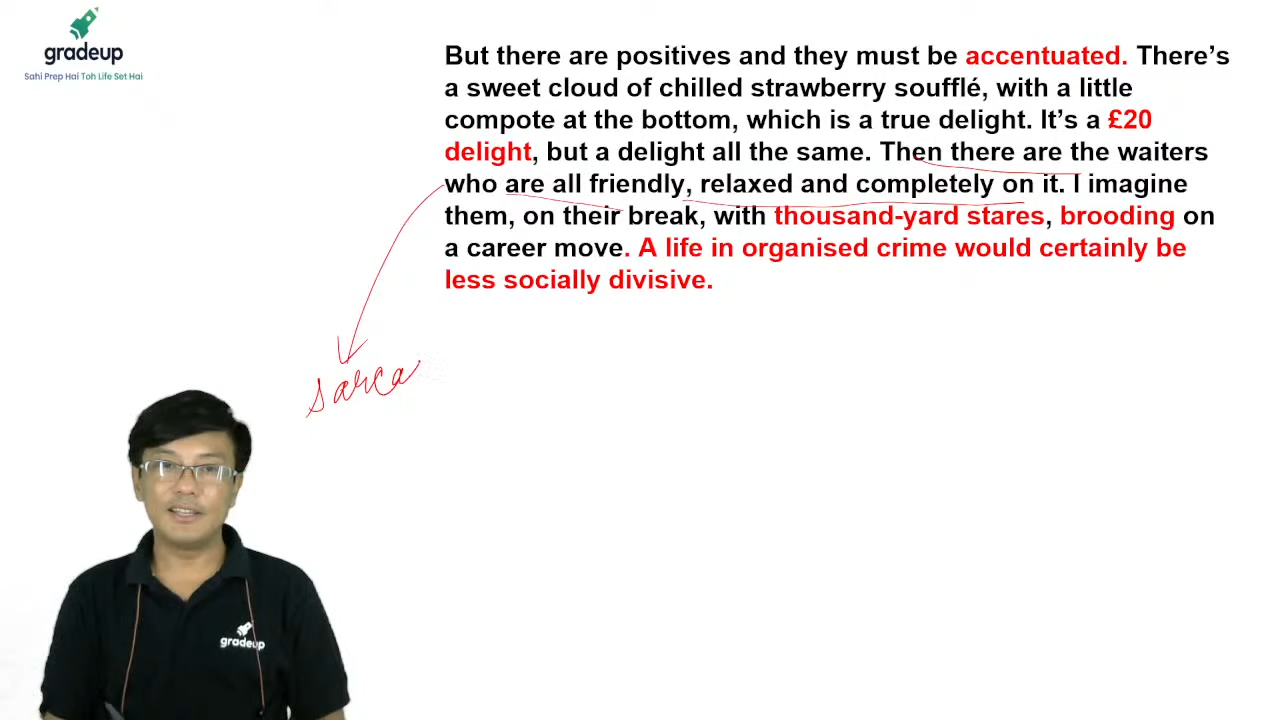 gradeup
Sahi Prep Hai Toh Life Set Hai
But there are positives and they must be accentuated. There’s
a sweet cloud of chilled strawberry soufflé, with a little
compote at the bottom, which is a true delight. It’s a £20
delight, but a delight all the same. Then there are the waiters
who are all friendly, relaxed and completely on it. I imagine
them, on their break, with thousand-yard stares, brooding on
a career move. A life in organised crime would certainly be
less socially divisive.
sarca
gradeup